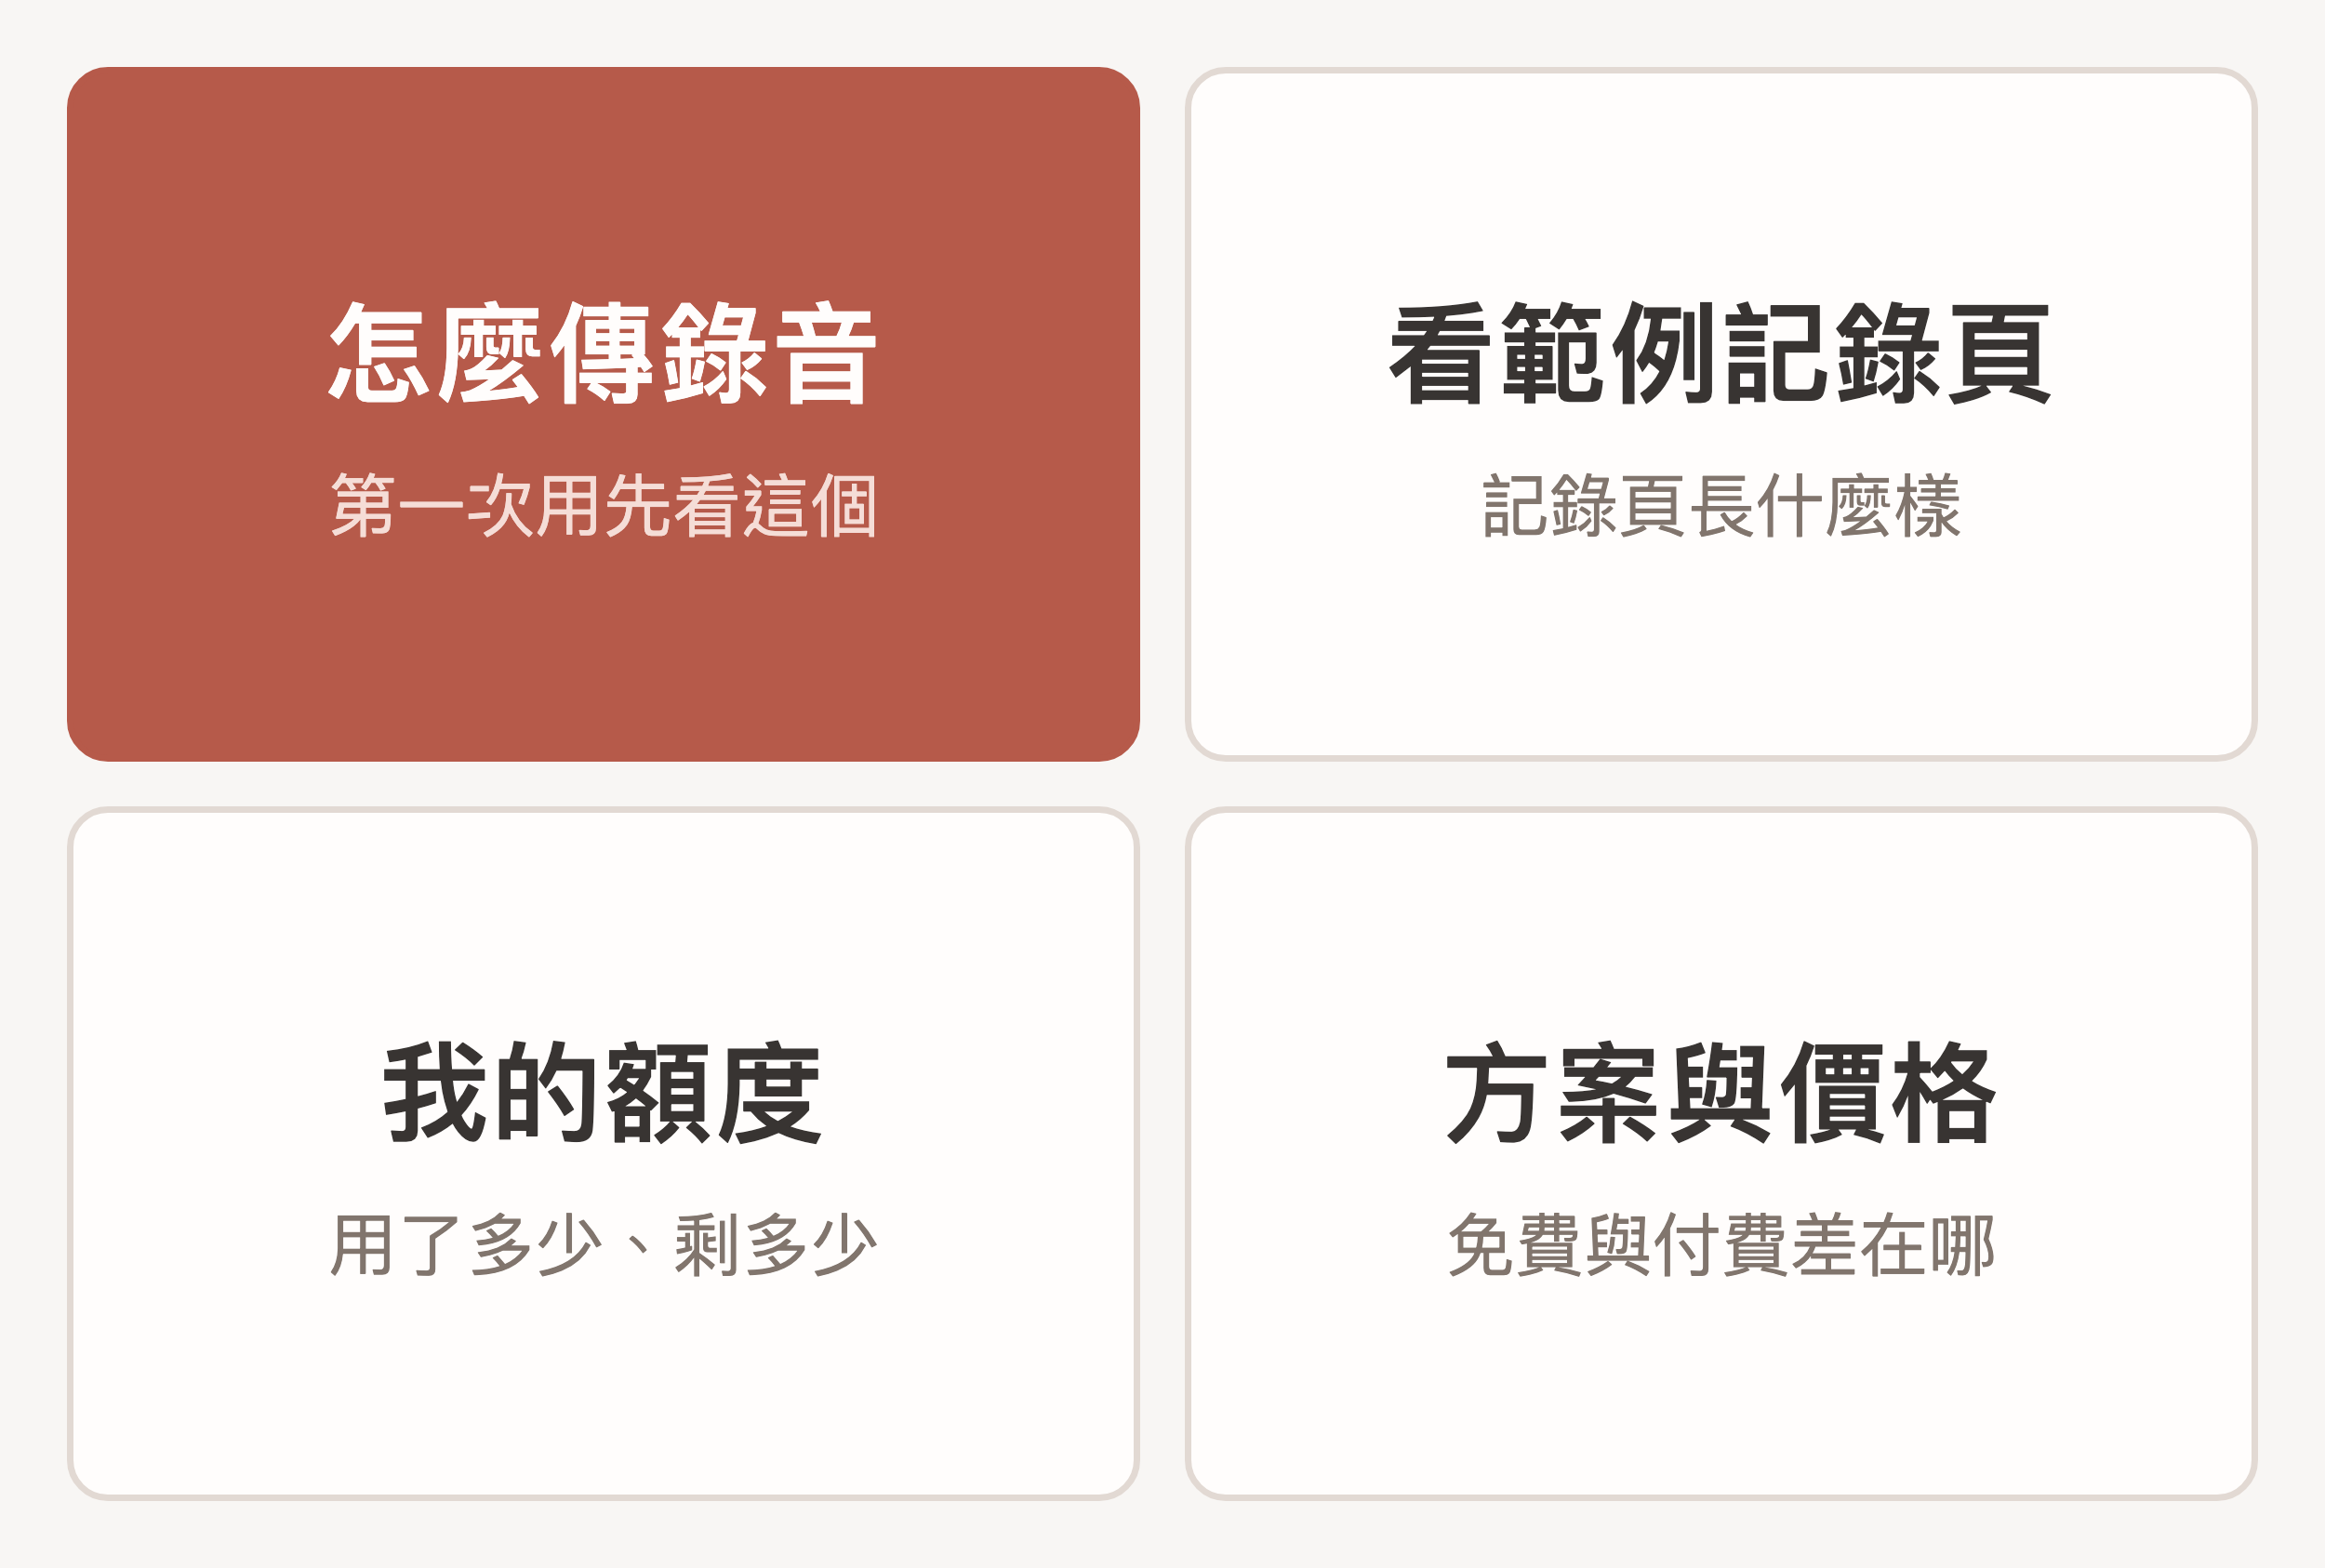 怎麼傳錄音
第一次用先看這個
看範例記錄頁
記錄頁長什麼樣
我的額度
用了多少、剩多少
方案與價格
免費與付費差在哪